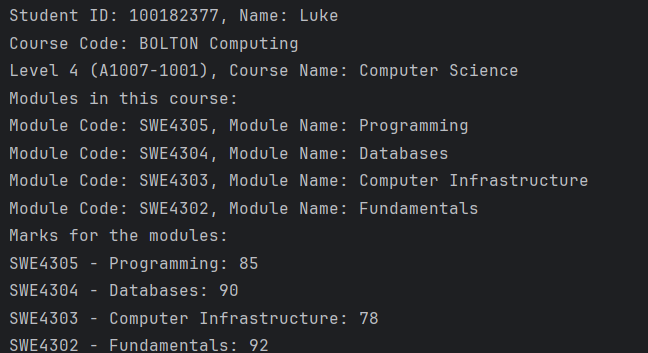 Student ID: 100182377, Name: Luke
Course Code: BOLTON Computing
Level 4 (A1007-1001), Course Name: Computer Science
Modules in this course:
Module Code: SWE4305, Module Name: Programming
Module Code: SWE4304, Module Name: Databases
Module Code: SWE4303, Module Name: Computer Infrastructure
Module Code: SWE4302, Module Name: Fundamentals
Marks for the modules:
SWE4305 - Programming: 85
SWE4304 - Databases: 90
SWE4303 - Computer Infrastructure: 78
SWE4302 - Fundamentals: 92